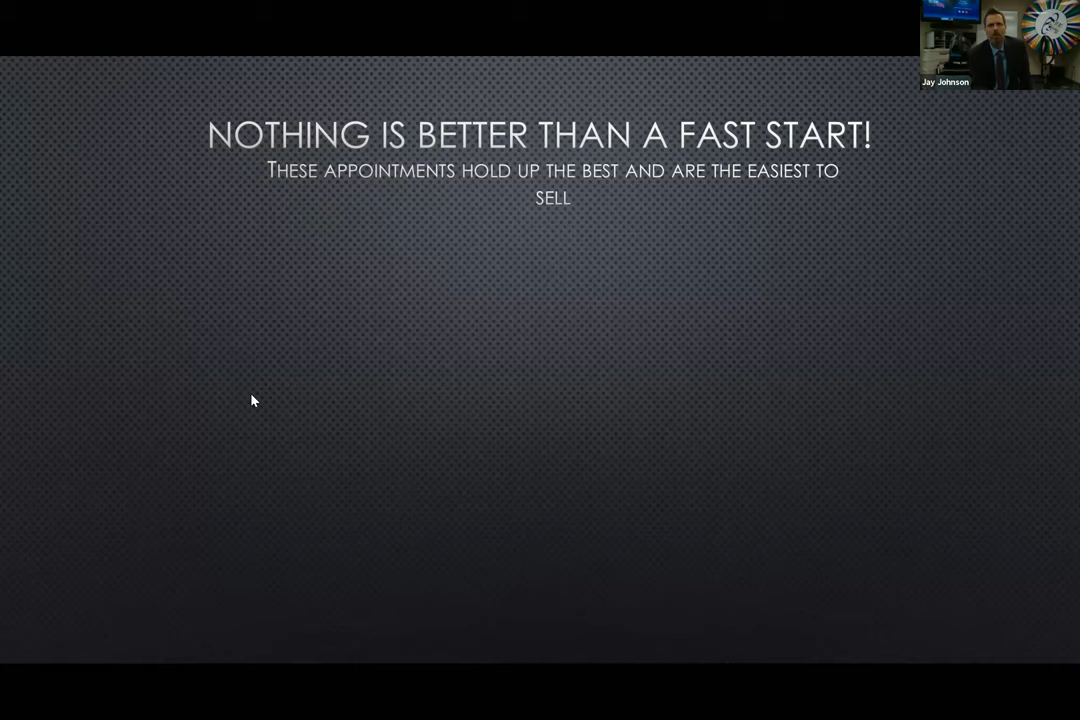 NOTHING IS BETTER THAN A FAST START!
THESE APPOINTMENTS HOLD UP THE BEST AND ARE THE EASIEST TO
SELL
Jay Johnson